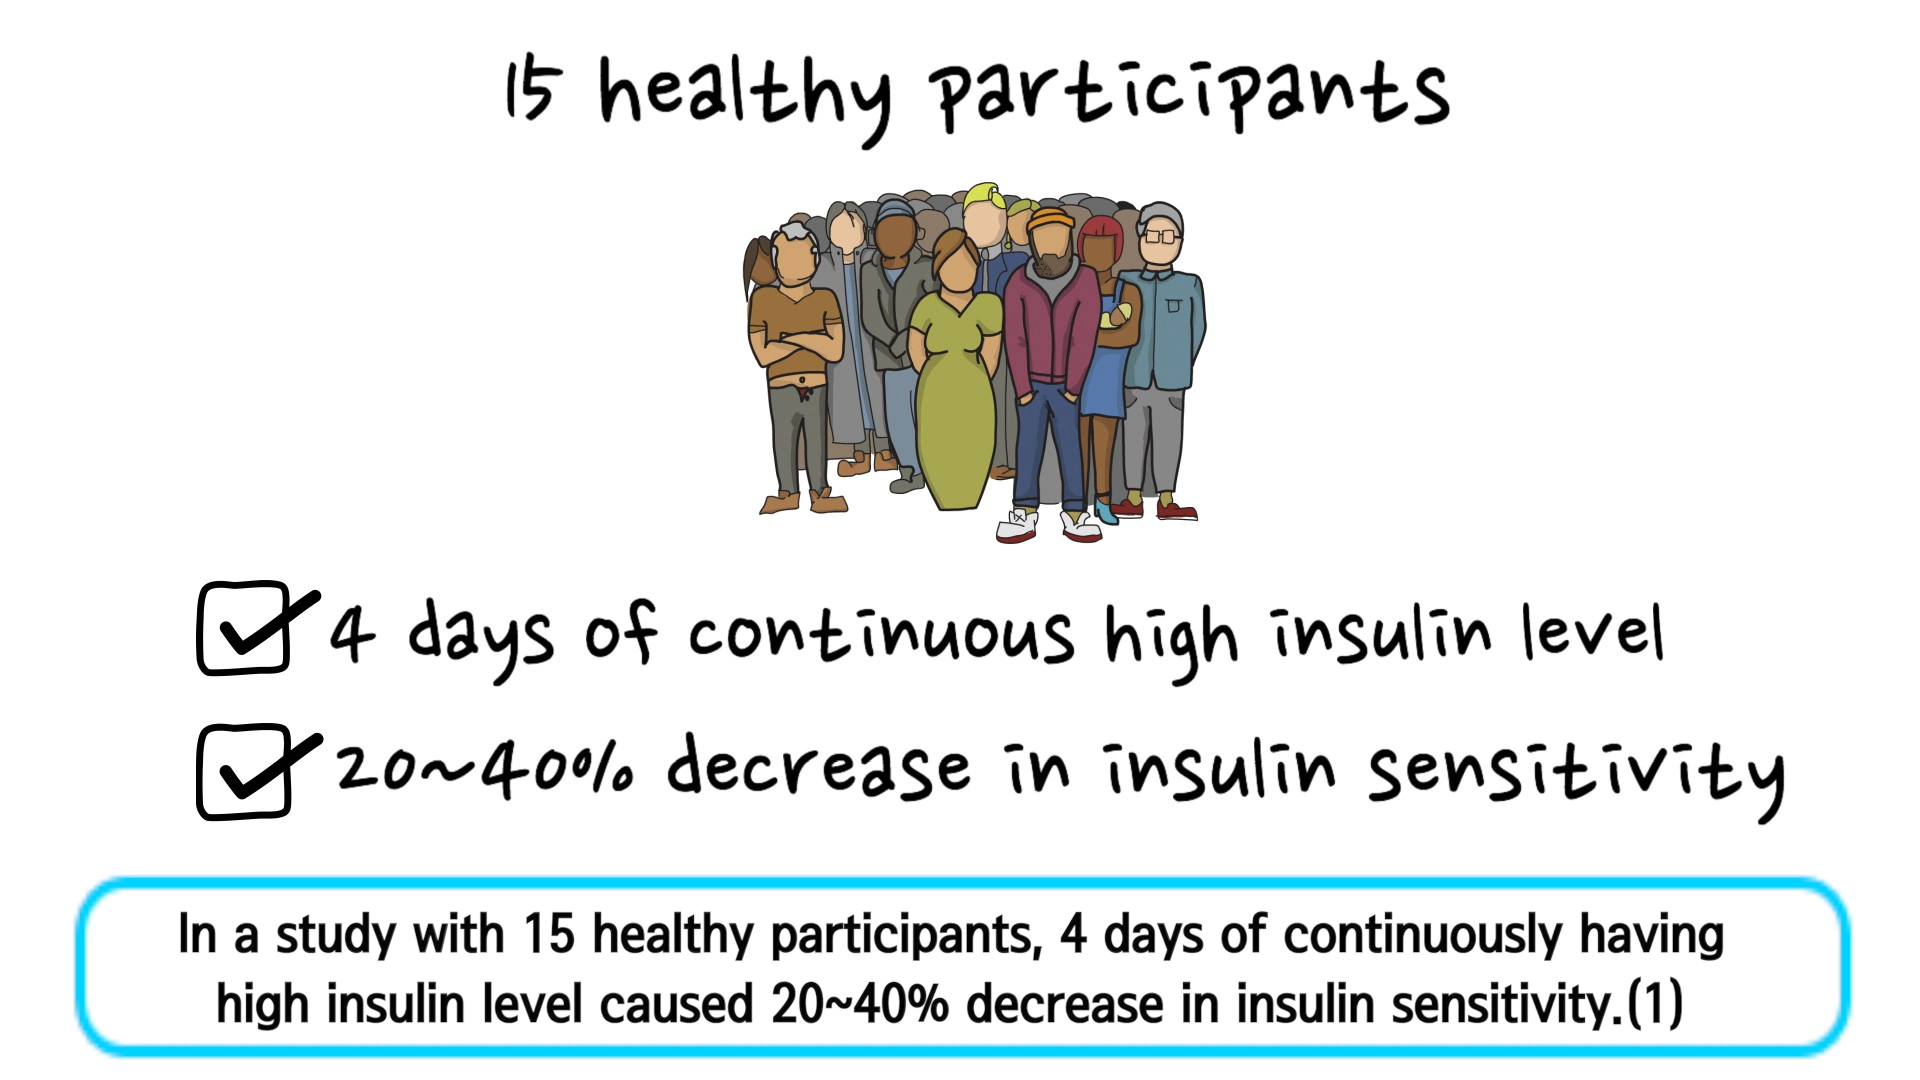 15 healthy participants
4 days of continuous high insulin level
20~40% decrease in insulin sensitivity
In a study with 15 healthy participants, 4 days of continuously having
high insulin level caused 20~40% decrease in insulin sensitivity.(1)